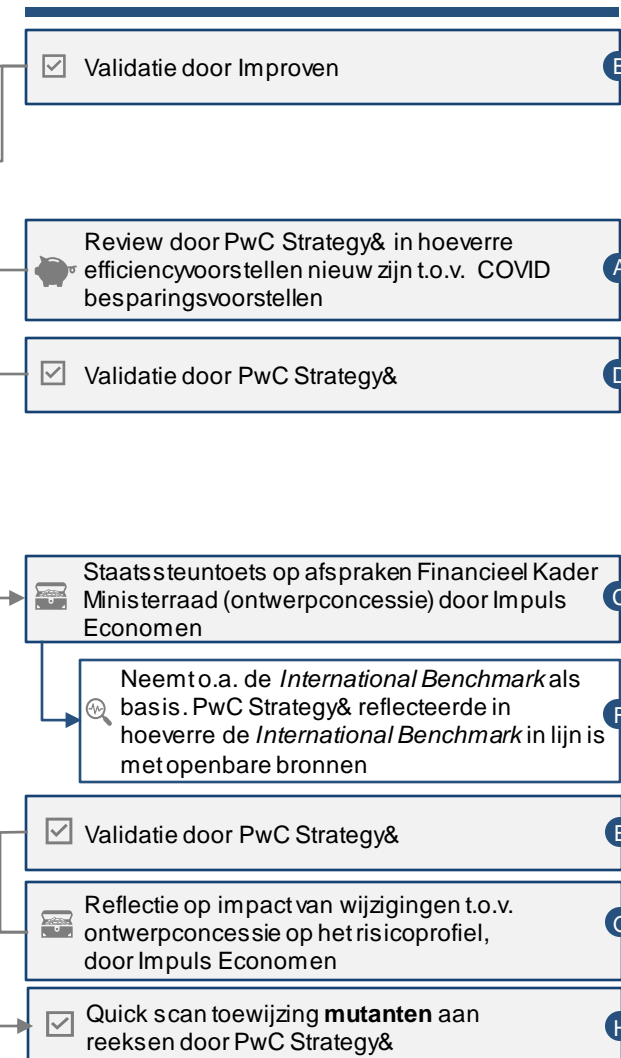 Validatie door Improven
Review door PwC Strategy& in hoeverre
efficiencyvoorstellen nieuw zijn t.o.v. COVID
besparingsvoorstellen
A
Validatie door PwC Strategy&
Staatssteuntoets op afspraken Financieel Kader
Ministerraad (ontwerpconcessie) door Impuls
Economen
Neemt o.a. de International Benchmark als
basis. PwC Strategy& reflecteerde in
hoeverre de International Benchmark in lijn is
met openbare bronnen
Validatie door PwC Strategy&
Reflectie op impact van wijzigingen t.o.v.
ontwerpconcessie op het risicoprofiel,
door Impuls Economen
Quick scan toewijzing mutanten aan
reeksen door PwC Strategy&
H